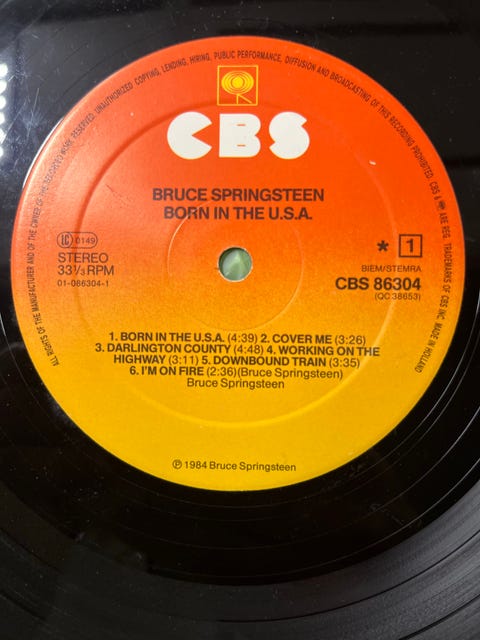 ALL RIGHTS OF THE MANUFACTURER AND OF THE OWNER OF THE RECORDED WORK RESERVED. UNAUTHORIZED COPYING, LENDING, HIRING, PUBLIC PERFORMANCE, DIFFUSION AND BROADCASTING OF THIS RECORDING PROHIBITED. CBS & ARE REG. TRADEMARKS OF CBS INC. MADE IN HOLLAND
CBS
BRUCE SPRINGSTEEN
BORN IN THE U.S.A.
LC 0149
STEREO
33⅓ RPM
01-086304-1
* 1
BIEM/STEMRA
CBS 86304
(QC 38653)
1. BORN IN THE U.S.A. (4:39) 2. COVER ME (3:26)
3. DARLINGTON COUNTY (4:48) 4. WORKING ON THE
HIGHWAY (3:11) 5. DOWNBOUND TRAIN (3:35)
6. I'M ON FIRE (2:36)(Bruce Springsteen)
Bruce Springsteen
℗ 1984 Bruce Springsteen